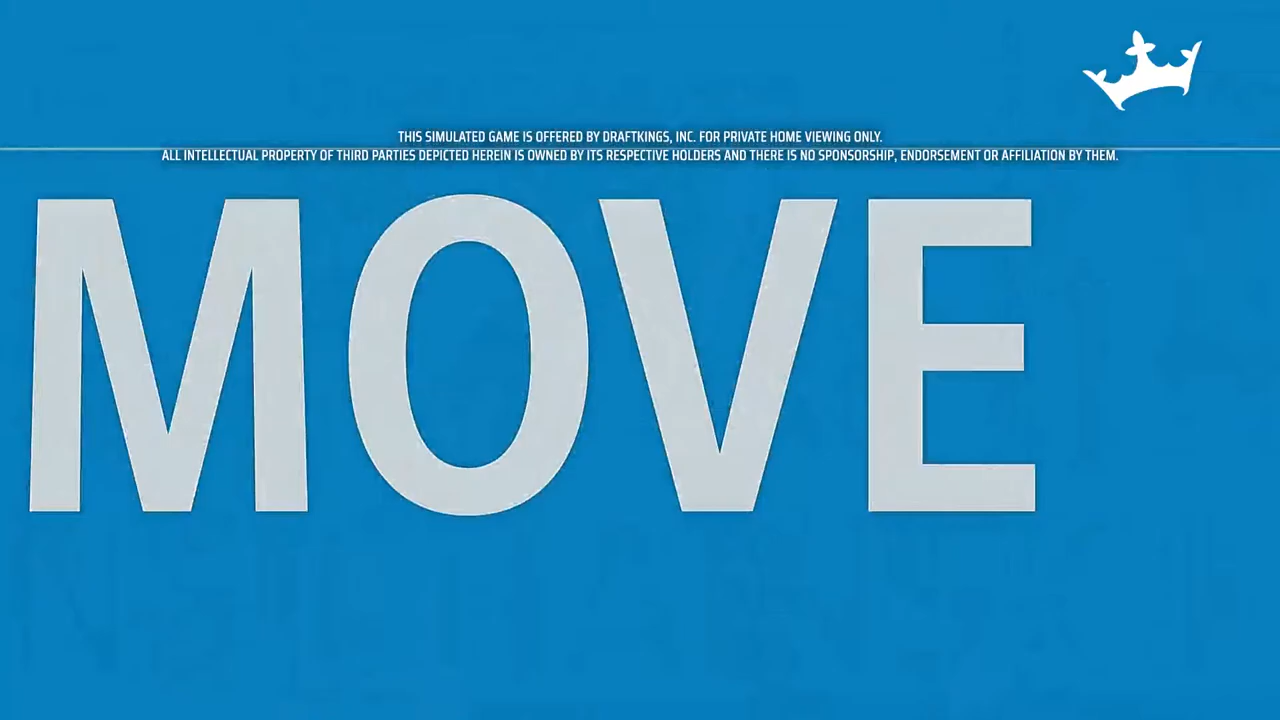 THIS SIMULATED GAME IS OFFERED BY DRAFTKINGS, INC. FOR PRIVATE HOME VIEWING ONLY.
ALL INTELLECTUAL PROPERTY OF THIRD PARTIES DEPICTED HEREIN IS OWNED BY ITS RESPECTIVE HOLDERS AND THERE IS NO SPONSORSHIP, ENDORSEMENT OR AFFILIATION BY THEM.
MOVE